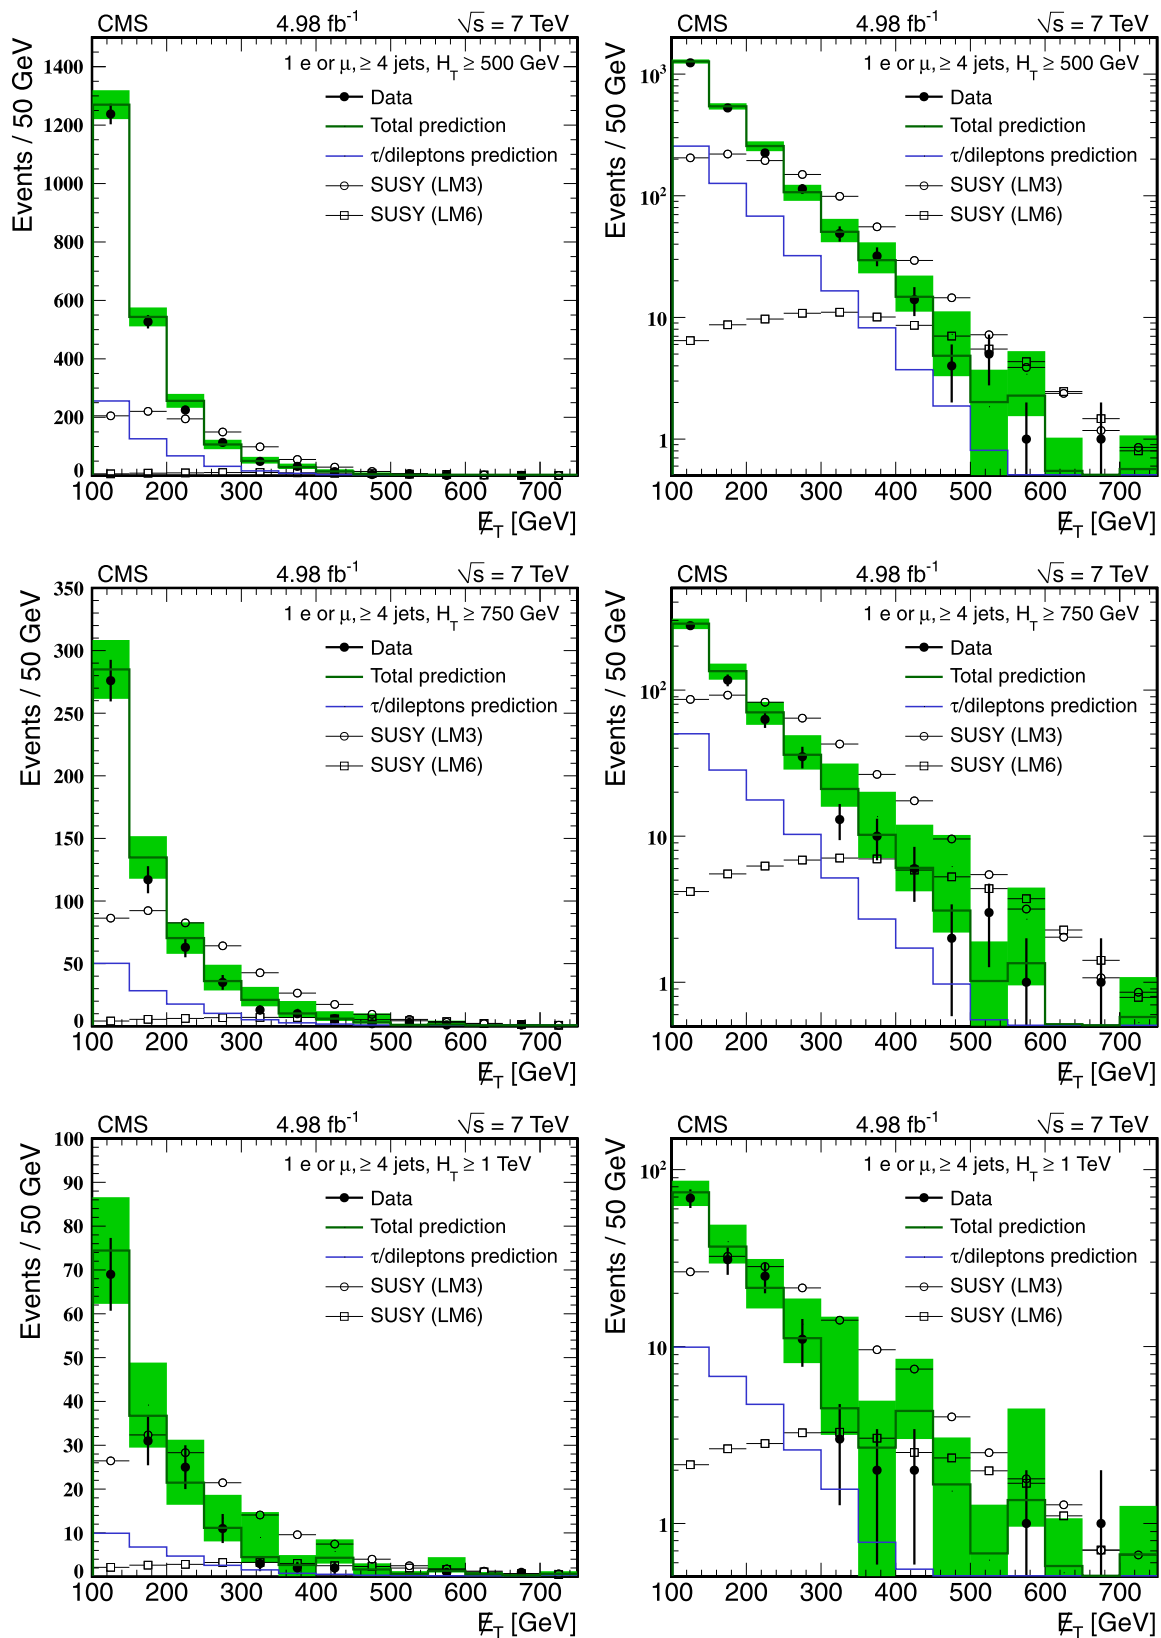 CMS 4.98 fb-1 √s = 7 TeV
1 e or μ, ≥ 4 jets, HT ≥ 500 GeV
Data
Total prediction
τ/dileptons prediction
SUSY (LM3)
SUSY (LM6)
Events / 50 GeV
1400
1200
1000
800
600
400
200
0
100 200 300 400 500 600 700
E̸T [GeV]
CMS 4.98 fb-1 √s = 7 TeV
1 e or μ, ≥ 4 jets, HT ≥ 500 GeV
Data
Total prediction
τ/dileptons prediction
SUSY (LM3)
SUSY (LM6)
Events / 50 GeV
10³
10²
10
1
100 200 300 400 500 600 700
E̸T [GeV]
CMS 4.98 fb-1 √s = 7 TeV
1 e or μ, ≥ 4 jets, HT ≥ 750 GeV
Data
Total prediction
τ/dileptons prediction
SUSY (LM3)
SUSY (LM6)
Events / 50 GeV
350
300
250
200
150
100
50
0
100 200 300 400 500 600 700
E̸T [GeV]
CMS 4.98 fb-1 √s = 7 TeV
1 e or μ, ≥ 4 jets, HT ≥ 750 GeV
Data
Total prediction
τ/dileptons prediction
SUSY (LM3)
SUSY (LM6)
Events / 50 GeV
10²
10
1
100 200 300 400 500 600 700
E̸T [GeV]
CMS 4.98 fb-1 √s = 7 TeV
1 e or μ, ≥ 4 jets, HT ≥ 1 TeV
Data
Total prediction
τ/dileptons prediction
SUSY (LM3)
SUSY (LM6)
Events / 50 GeV
100
90
80
70
60
50
40
30
20
10
0
100 200 300 400 500 600 700
E̸T [GeV]
CMS 4.98 fb-1 √s = 7 TeV
1 e or μ, ≥ 4 jets, HT ≥ 1 TeV
Data
Total prediction
τ/dileptons prediction
SUSY (LM3)
SUSY (LM6)
Events / 50 GeV
10²
10
1
100 200 300 400 500 600 700
E̸T [GeV]